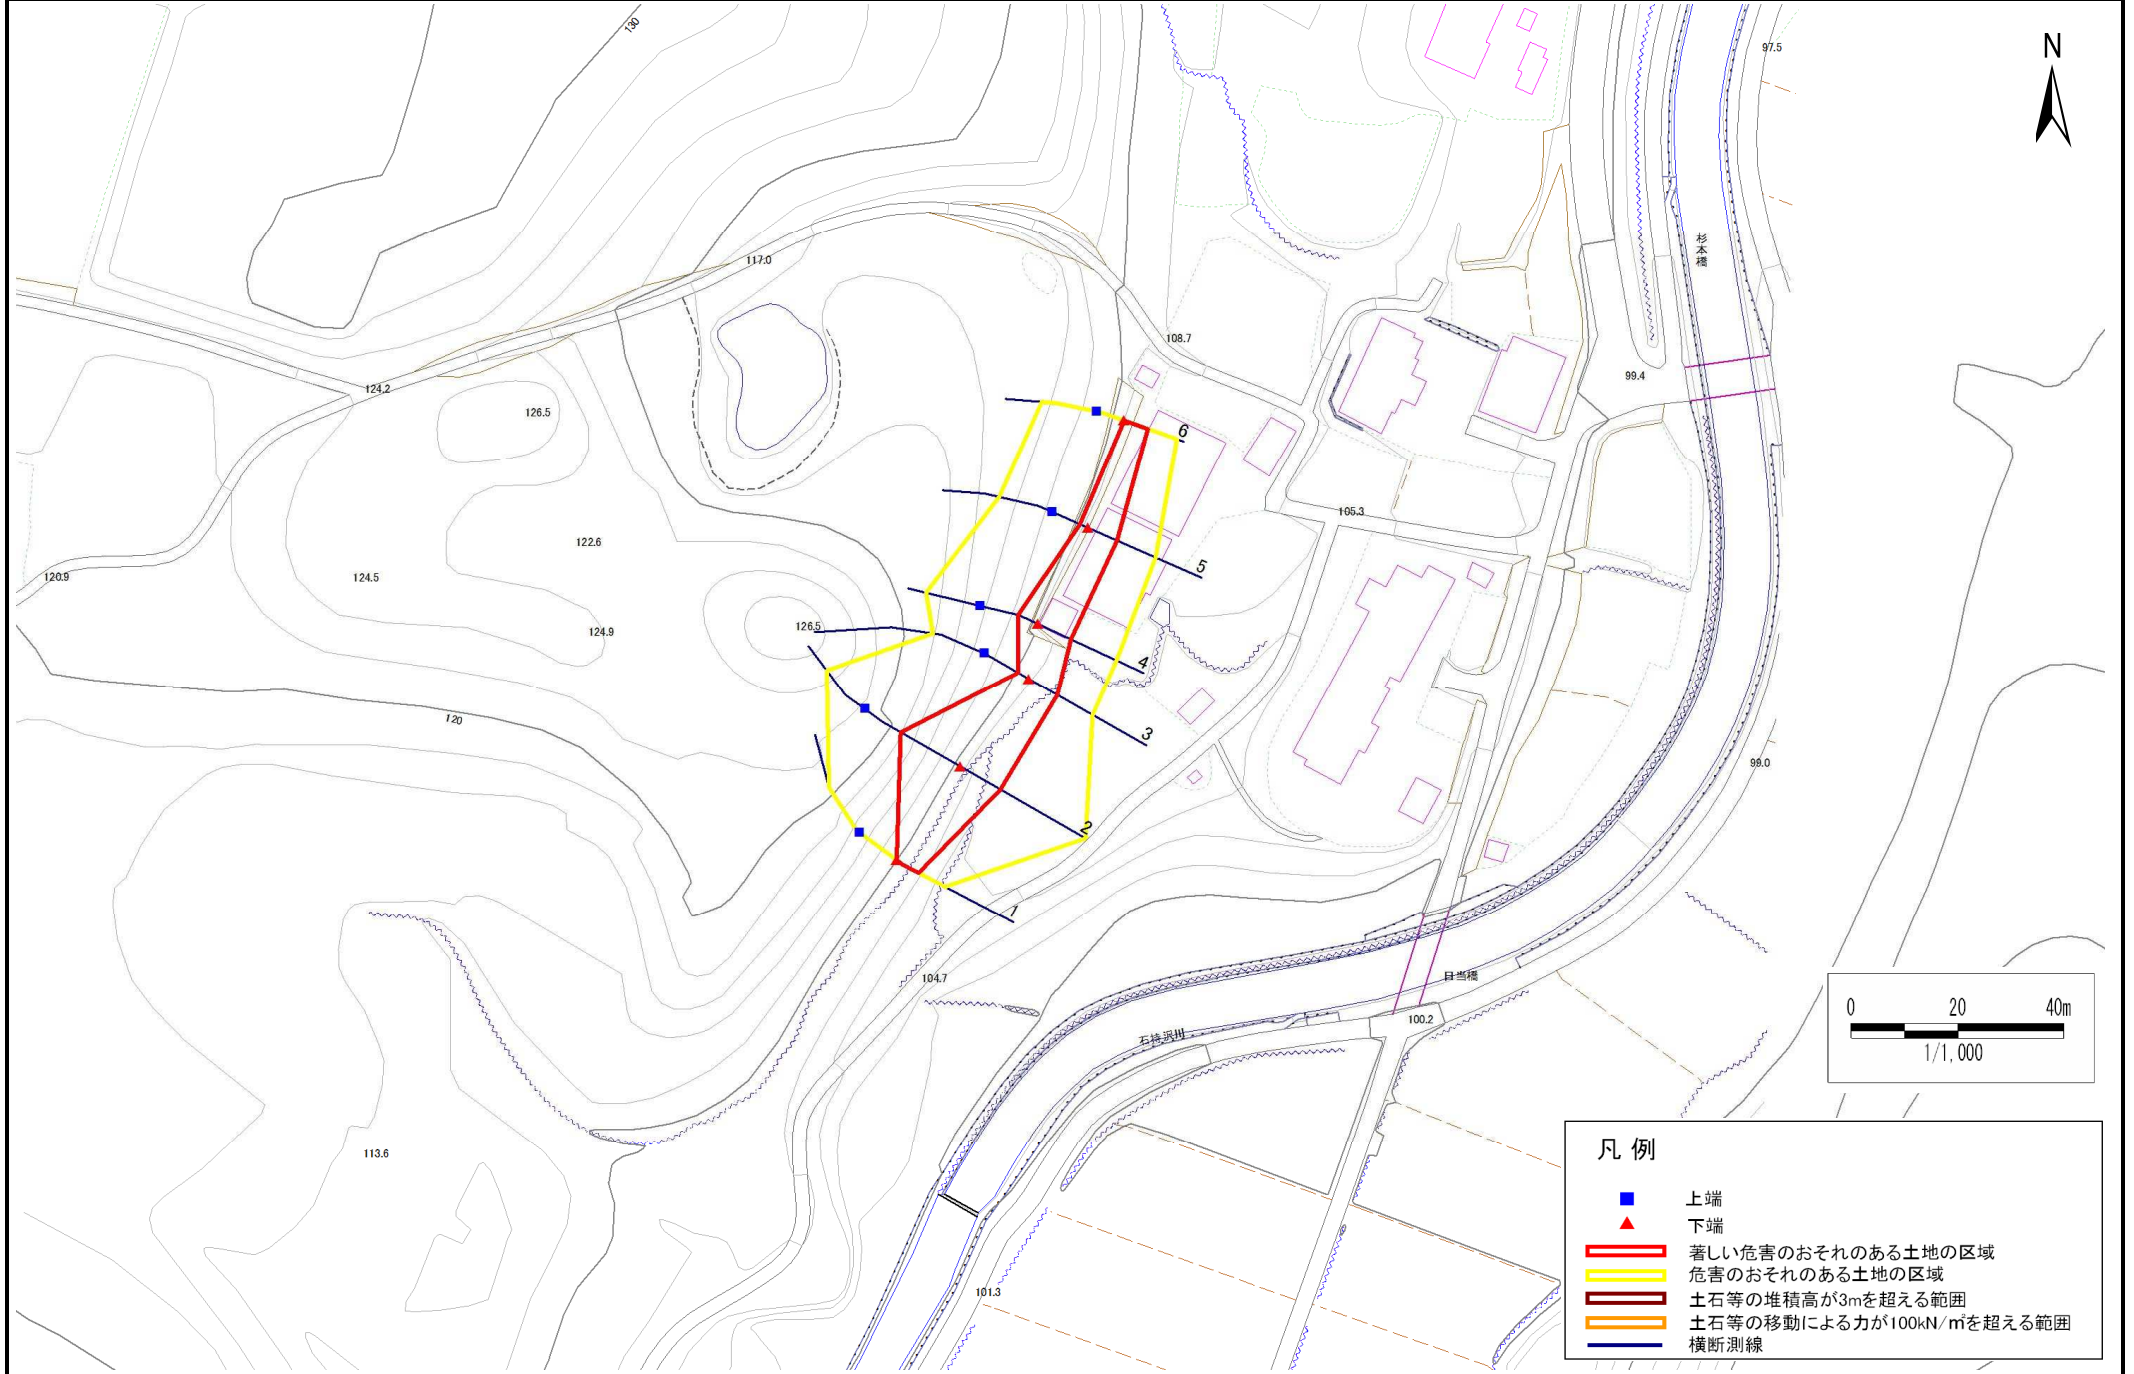 130
97.5
N
杉本橋
117.0
108.7
99.4
124.2
126.5
6
105.3
5
122.6
120.9
124.5
126.5
124.9
4
120
3
99.0
2
1
104.7
日当橋
100.2
石持沢川
0 20 40m
1/1,000
113.6
101.3
凡 例
上端
下端
著しい危害のおそれのある土地の区域
危害のおそれのある土地の区域
土石等の堆積高が3mを超える範囲
土石等の移動による力が100kN/㎡を超える範囲
横断測線